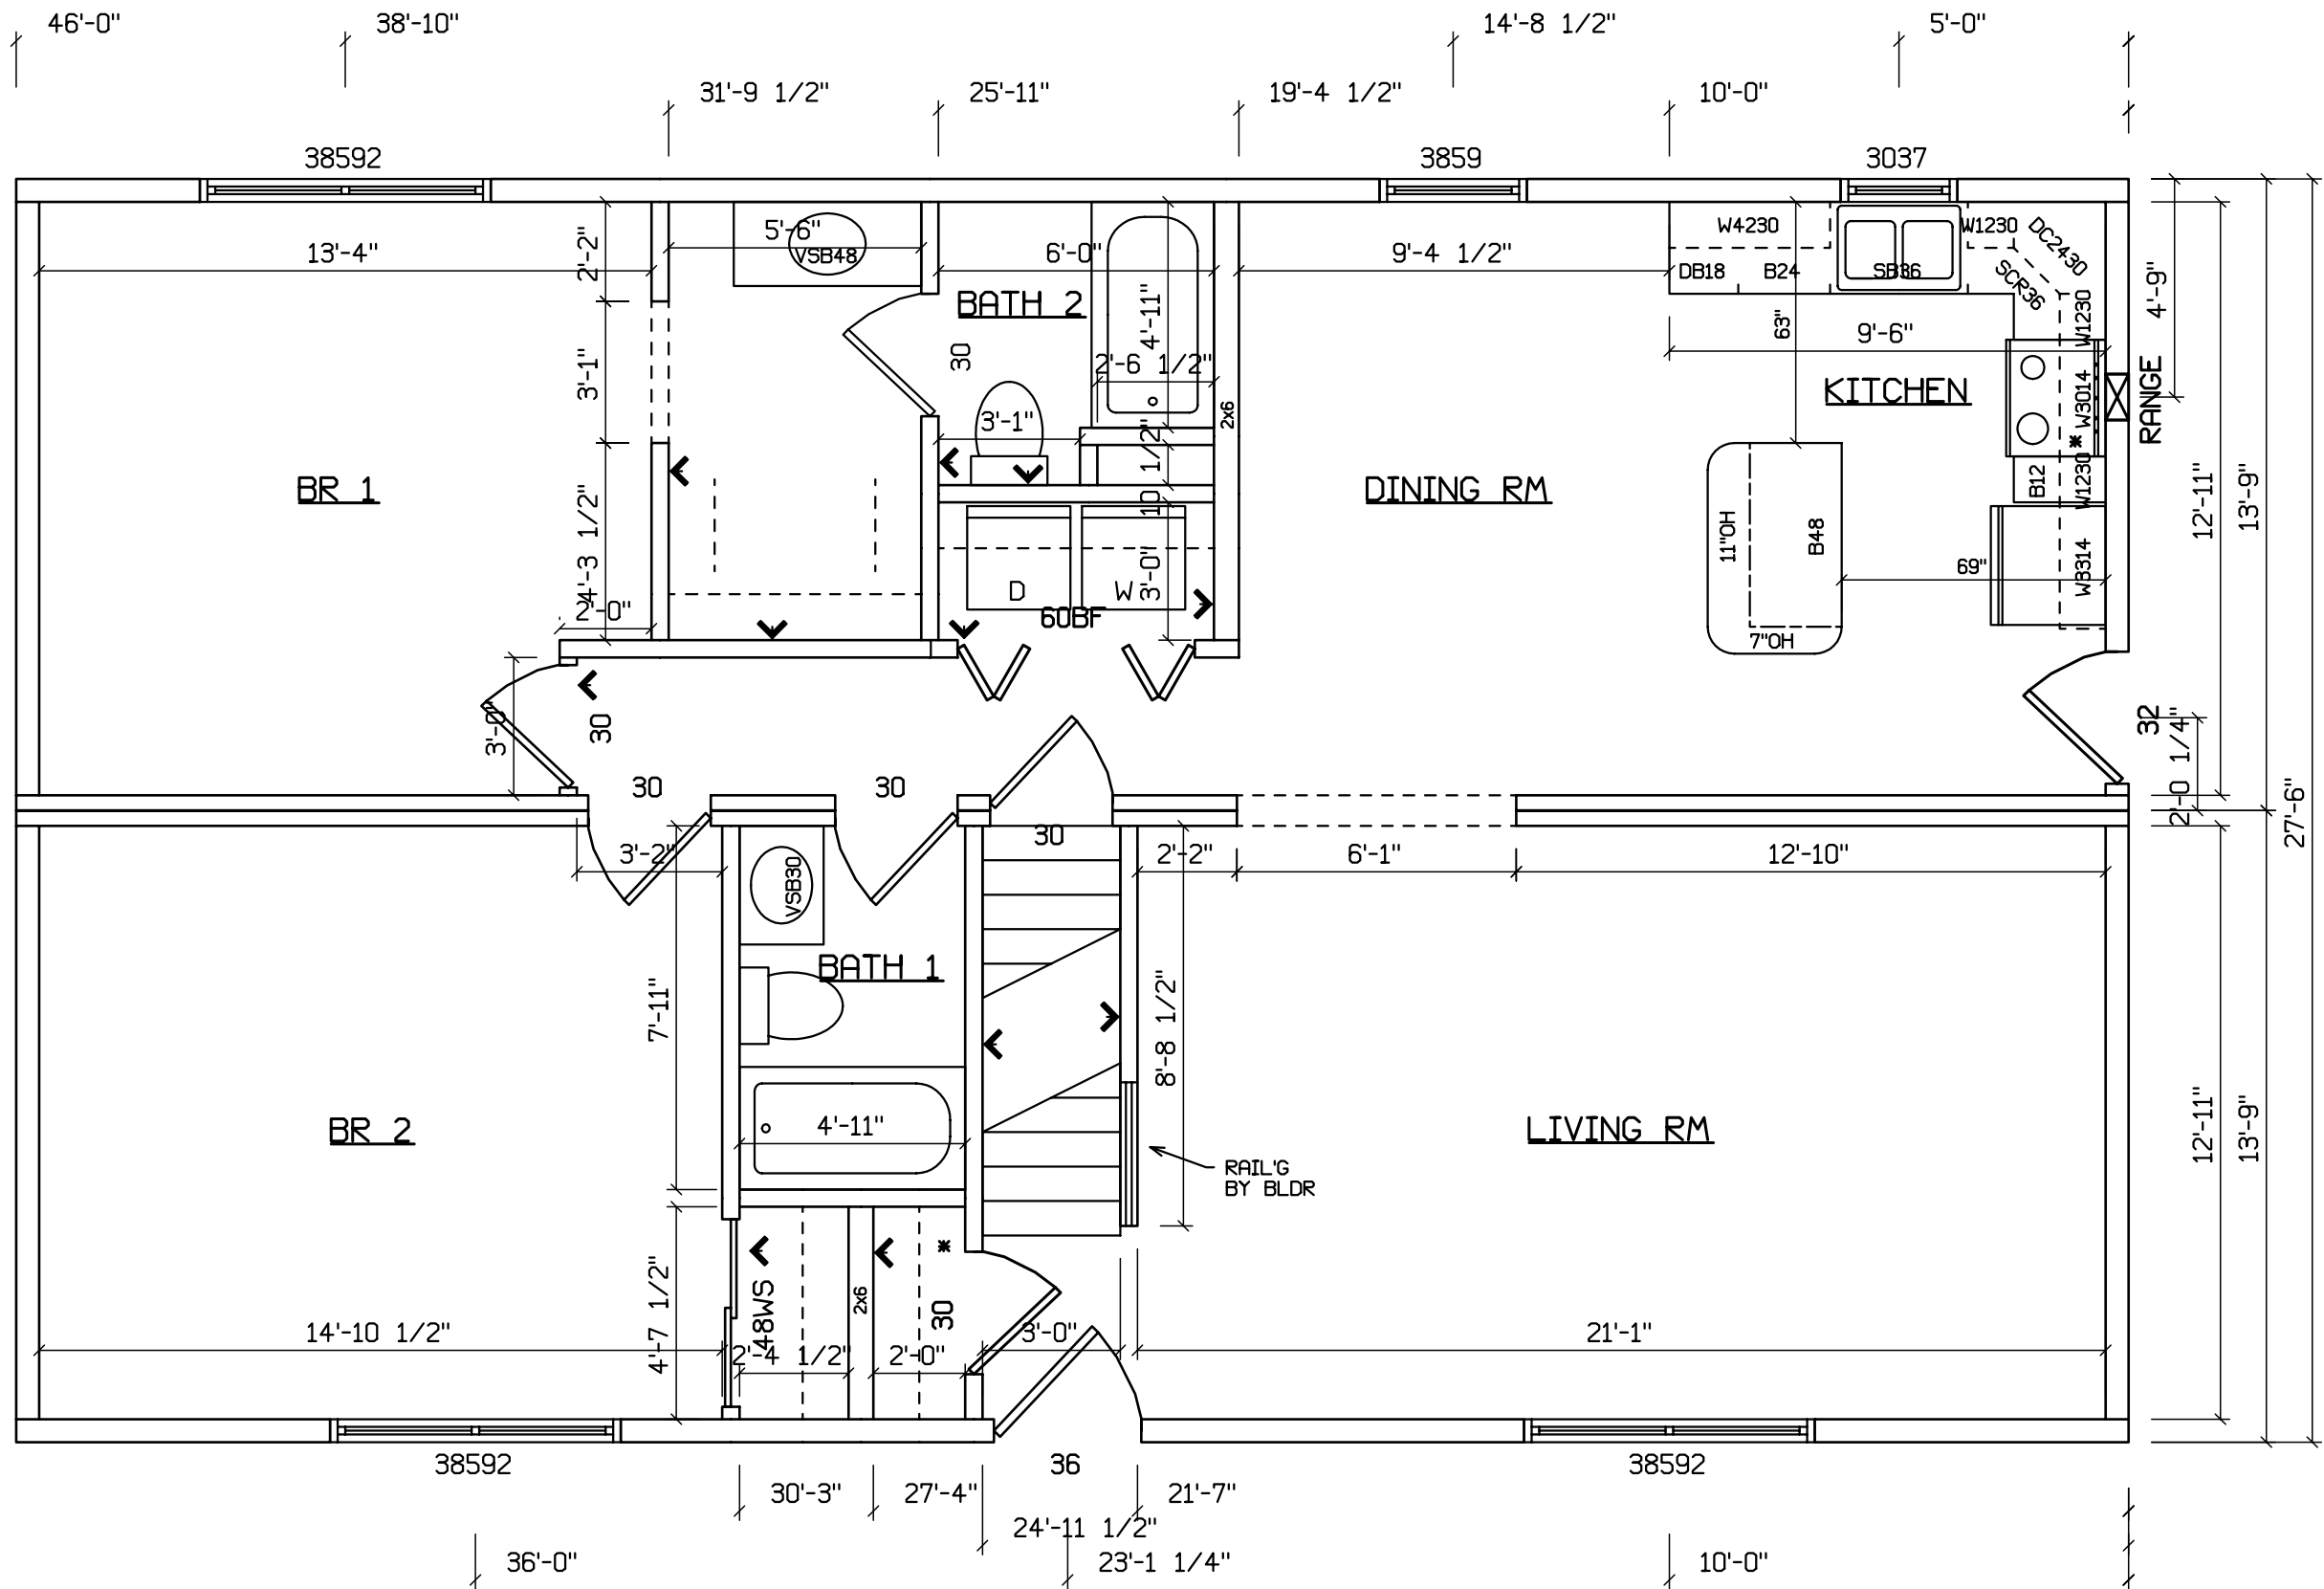 46'-0"
38'-10"
14'-8 1/2"
5'-0"
31'-9 1/2"
25'-11"
19'-4 1/2"
10'-0"
38592
3859
3037
13'-4"
2'-2"
5'-6"
VSB48
6'-0"
9'-4 1/2"
W4230
W1230
DC2430
DB18
B24
SB36
SCR36
W1230
BATH 2
4'-11"
30
2'-6 1/2"
63"
9'-6"
4'-9"
3'-1"
3'-1"
2x6
KITCHEN
W3014
RANGE
BR 1
10 1/2"
DINING RM
B12
W1230*
12'-11"
13'-9"
4'-3 1/2"
11"OH
B48
2'-0"
D
W
3'-0"
60BF
69"
W3314
7"OH
3'-0"
30
32
2'-0 1/4"
30
30
27'-6"
30
3'-2"
VSB30
2'-2"
6'-1"
12'-10"
BATH 1
7'-11"
8'-8 1/2"
BR 2
4'-11"
LIVING RM
12'-11"
13'-9"
RAIL'G
BY BLDR
*
48WS
2x6
30
14'-10 1/2"
4'-7 1/2"
2'-4 1/2"
2'-0"
3'-0"
21'-1"
38592
36
38592
30'-3"
27'-4"
21'-7"
24'-11 1/2"
36'-0"
23'-1 1/4"
10'-0"